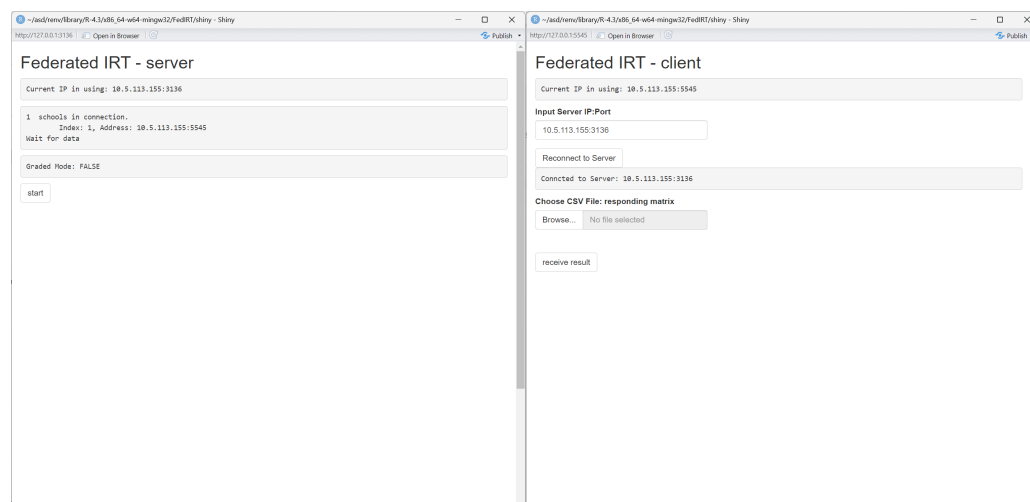 ~/asd/renv/library/R-4.3/x86_64-w64-mingw32/FedIRT/shiny - Shiny
http://127.0.0.1:3136 Open in Browser Publish
Federated IRT - server
Current IP in using: 10.5.113.155:3136
1 schools in connection.
Index: 1, Address: 10.5.113.155:5545
Wait for data
Graded Mode: FALSE
start
~/asd/renv/library/R-4.3/x86_64-w64-mingw32/FedIRT/shiny - Shiny
http://127.0.0.1:5545 Open in Browser Publish
Federated IRT - client
Current IP in using: 10.5.113.155:5545
Input Server IP:Port
10.5.113.155:3136
Reconnect to Server
Conncted to Server: 10.5.113.155:3136
Choose CSV File: responding matrix
Browse... No file selected
receive result